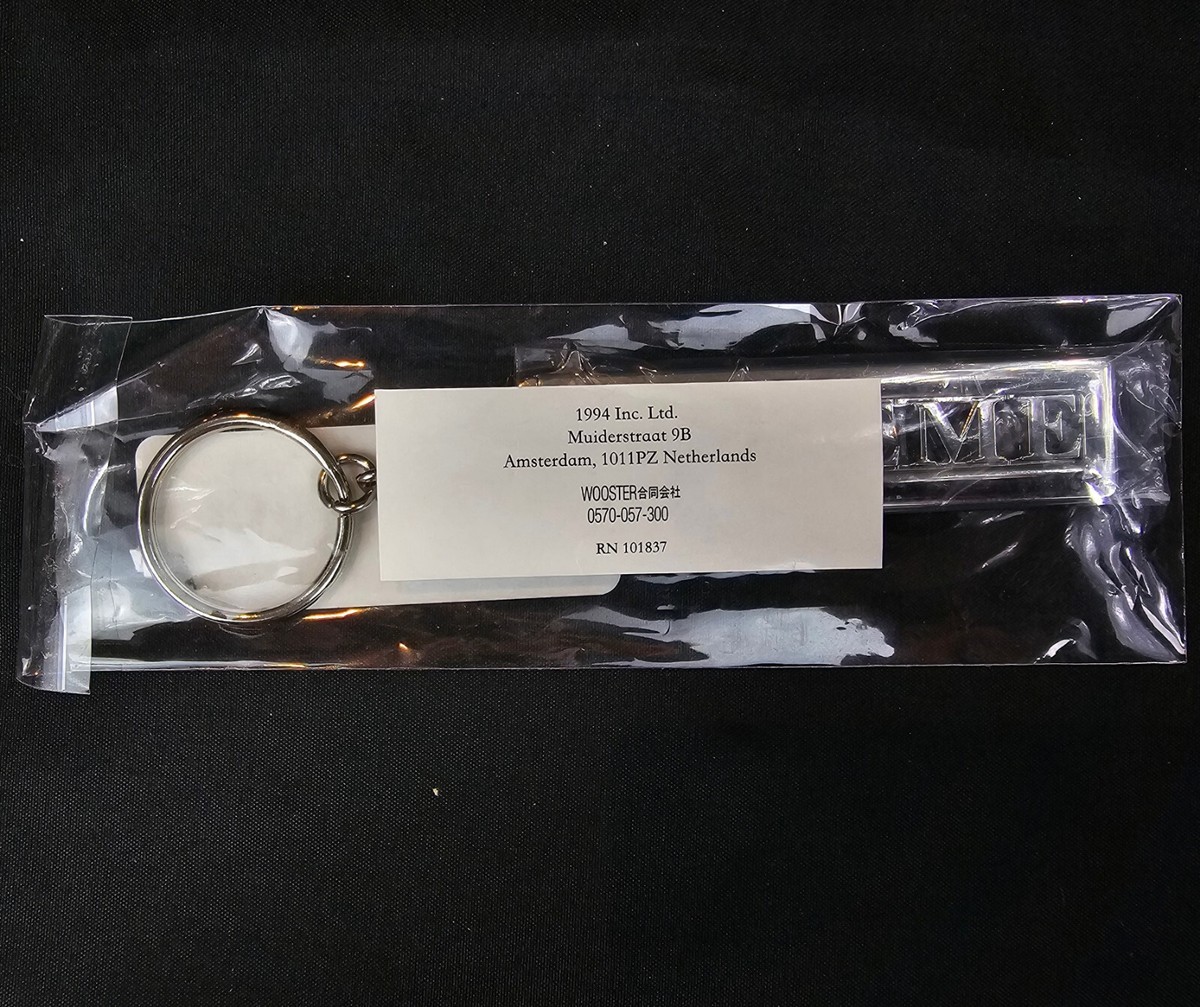 1994 Inc. Ltd.
Muiderstraat 9B
Amsterdam, 1011PZ Netherlands
WOOSTER合同会社
0570-057-300
RN 101837
ME